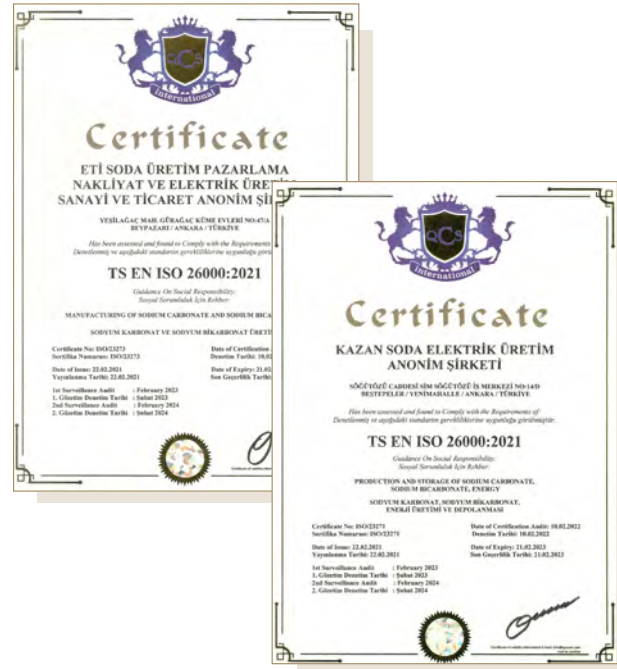 QCS
International
Certificate
ETİ SODA ÜRETİM PAZARLAMA
NAKLİYAT VE ELEKTRİK ÜRETİM
SANAYİ VE TİCARET ANONİM
YEŞİLAĞAÇ MAH. GÜRAĞAÇ KÜME EVLERİ NO:47/A
BEYPAZARI / ANKARA / TÜRKİYE
Has been assessed and found to Comply with the Requirements
Denetlenmiş ve aşağıdaki standartın gerekliliklerine uygunluğu
TS EN ISO 26000:2021
Guidance On Social Responsibility:
Sosyal Sorumluluk İçin Rehber:
MANUFACTURING OF SODIUM CARBONATE AND SODIUM
SODYUM KARBONAT VE SODYUM BİKARBONAT
Certificate No: ISO/23273 Date of Certification
Sertifika Numarası: ISO/23273 Denetim Tarihi:
Date of Issue: 22.02.2021 Date of Expiry:
Yayınlanma Tarihi: 22.02.2021 Son Geçerlilik
1st Surveillance Audit : February 2023
1. Gözetim Denetim Tarihi : Şubat 2023
2nd Surveillance Audit : February 2024
2. Gözetim Denetim Tarihi : Şubat 2024
QCS
International
Certificate
KAZAN SODA ELEKTRİK ÜRETİM
ANONİM ŞİRKETİ
SÖĞÜTÖZÜ CADDESİ SİM SÖĞÜTÖZÜ İŞ MERKEZİ NO:14/D
BEŞTEPELER / YENİMAHALLE / ANKARA / TÜRKİYE
Has been assessed and found to Comply with the Requirements of
Denetlenmiş ve aşağıdaki standartın gerekliliklerine uygunluğu görülmüştür.
TS EN ISO 26000:2021
Guidance On Social Responsibility:
Sosyal Sorumluluk İçin Rehber:
PRODUCTION AND STORAGE OF SODIUM CARBONATE,
SODIUM BICARBONATE, ENERGY
SODYUM KARBONAT, SODYUM BİKARBONAT,
ENERJİ ÜRETİMİ VE DEPOLANMASI
Certificate No: ISO/23271 Date of Certification Audit: 10.02.2022
Sertifika Numarası: ISO/23271 Denetim Tarihi: 10.02.2022
Date of Issue: 22.02.2021 Date of Expiry: 21.02.2023
Yayınlanma Tarihi: 22.02.2021 Son Geçerlilik Tarihi: 21.02.2023
1st Surveillance Audit : February 2023
1. Gözetim Denetim Tarihi : Şubat 2023
2nd Surveillance Audit : February 2024
2. Gözetim Denetim Tarihi : Şubat 2024